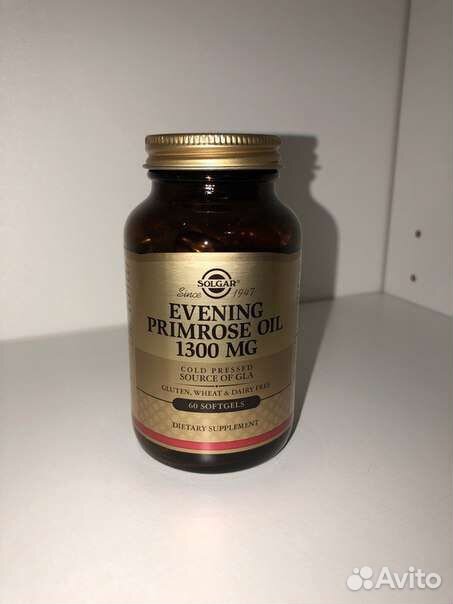 SOLGAR®
Since 1947
EVENING
PRIMROSE OIL
1300 MG
COLD PRESSED
SOURCE OF GLA
GLUTEN, WHEAT & DAIRY FREE
60 SOFTGELS
DIETARY SUPPLEMENT
Avito